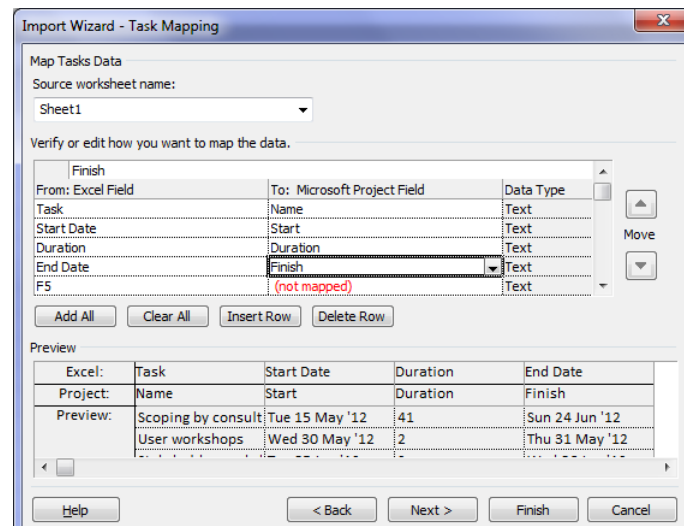 Import Wizard - Task Mapping
Map Tasks Data
Source worksheet name:
Sheet1
Verify or edit how you want to map the data.
Finish
From: Excel Field To: Microsoft Project Field Data Type
Task Name Text
Start Date Start Text
Move
Duration Duration Text
End Date Finish Text
F5 (not mapped) Text
Add All Clear All Insert Row Delete Row
Preview
Excel: Task Start Date Duration End Date
Project: Name Start Duration Finish
Preview: Scoping by consult Tue 15 May '12 41 Sun 24 Jun '12
User workshops Wed 30 May '12 2 Thu 31 May '12
Help < Back Next > Finish Cancel